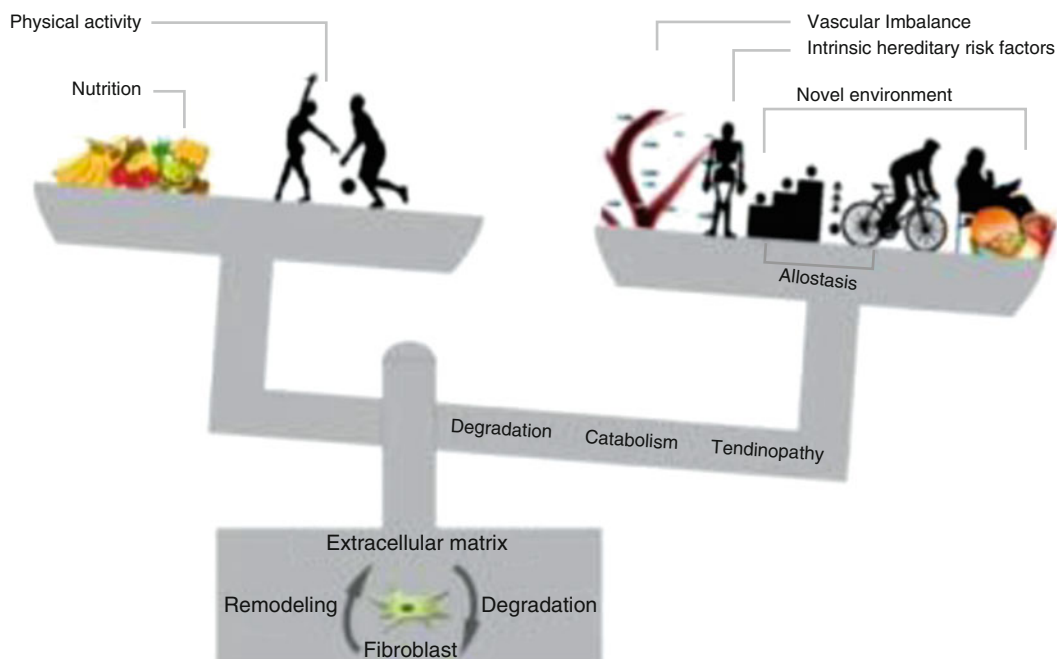 Physical activity
Nutrition
Vascular Imbalance
Intrinsic hereditary risk factors
Novel environment
Allostasis
Degradation Catabolism Tendinopathy
Extracellular matrix
Remodeling Degradation
Fibroblast